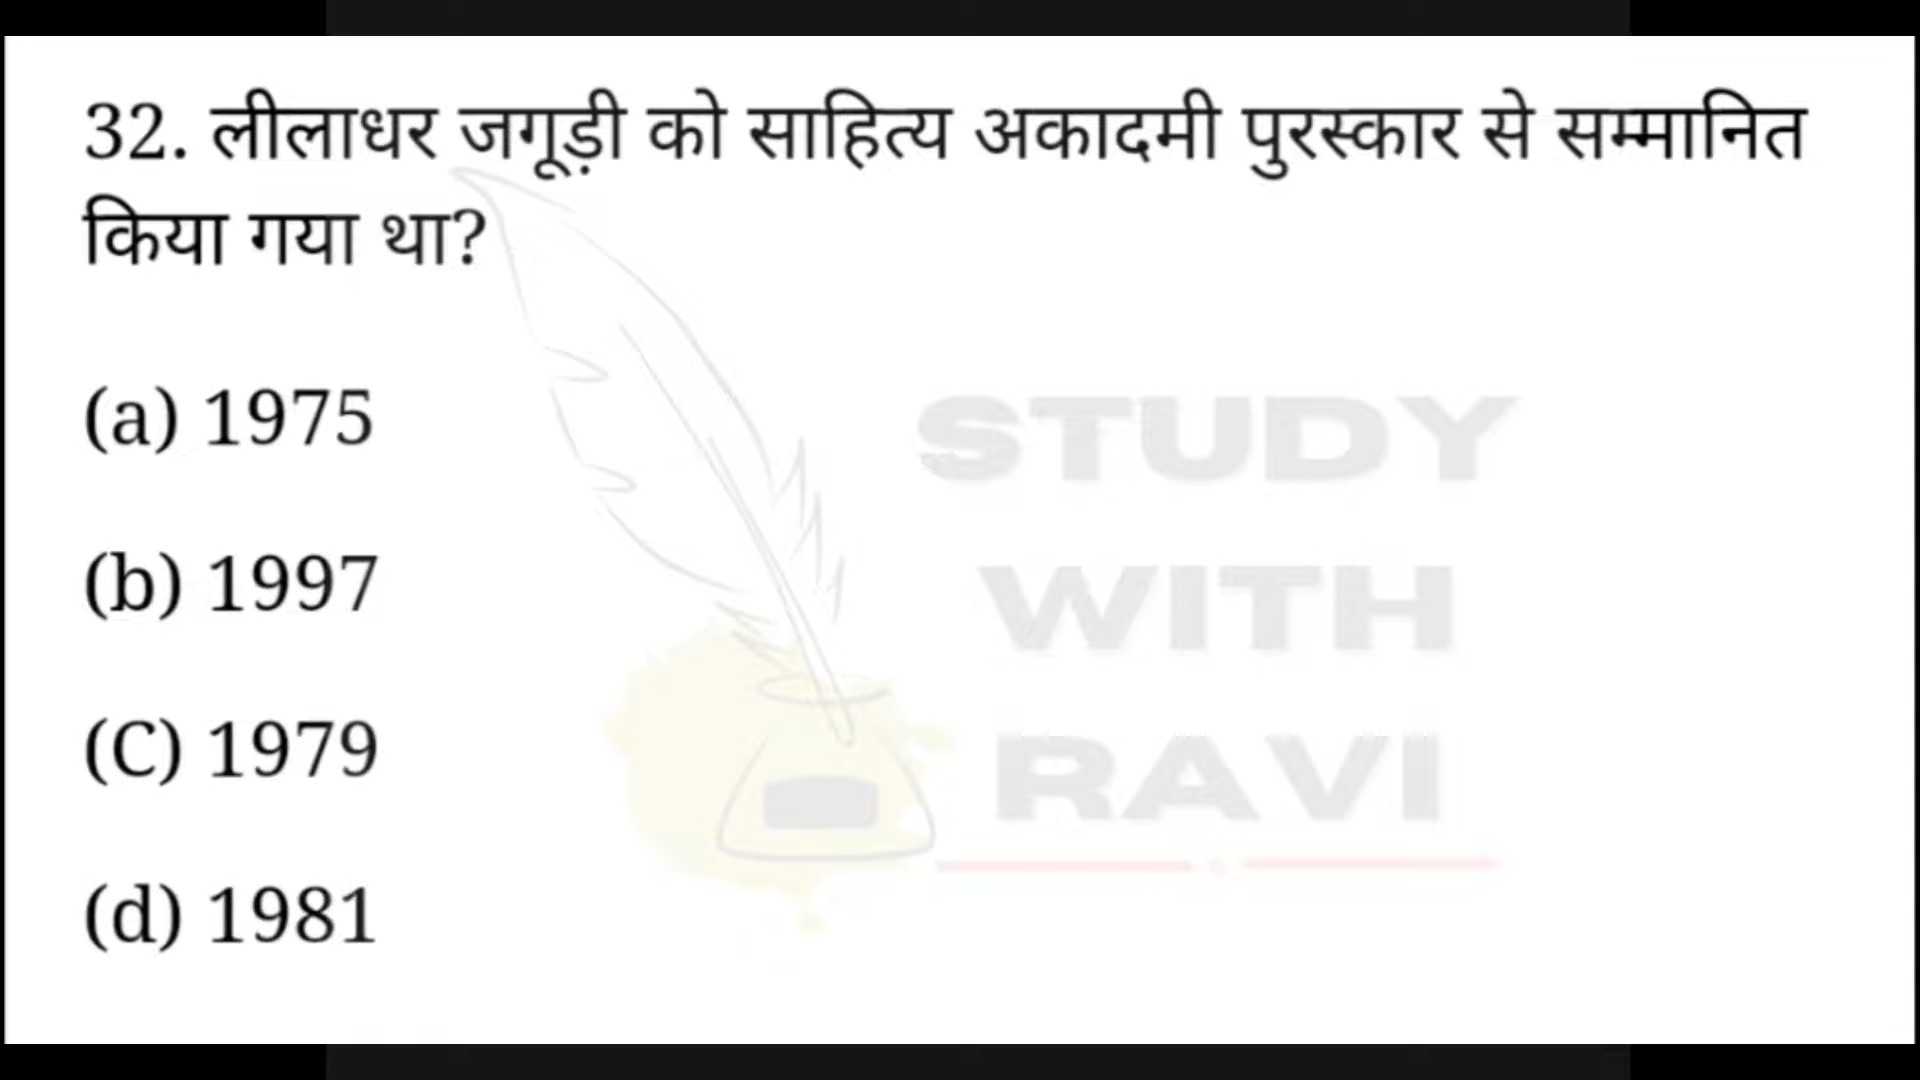 32. लीलाधर जगूड़ी को साहित्य अकादमी पुरस्कार से सम्मानित
किया गया था?
(a) 1975
(b) 1997
(C) 1979
(d) 1981
STUDY
WITH
RAVI